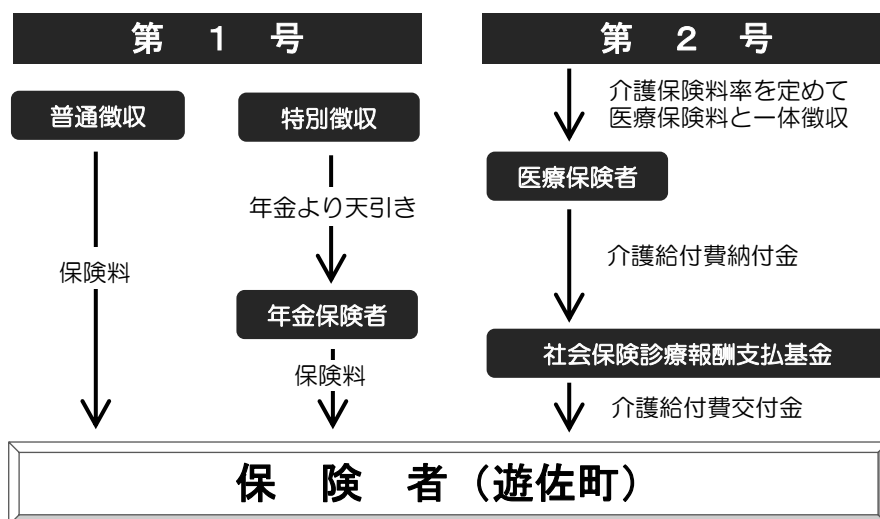 第 1 号
普通徴収
保険料
特別徴収
年金より天引き
年金保険者
保険料
第 2 号
介護保険料率を定めて
医療保険料と一体徴収
医療保険者
介護給付費納付金
社会保険診療報酬支払基金
介護給付費交付金
保 険 者（遊佐町）